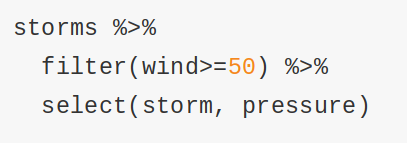 storms %>%
  filter(wind>=50) %>%
  select(storm, pressure)